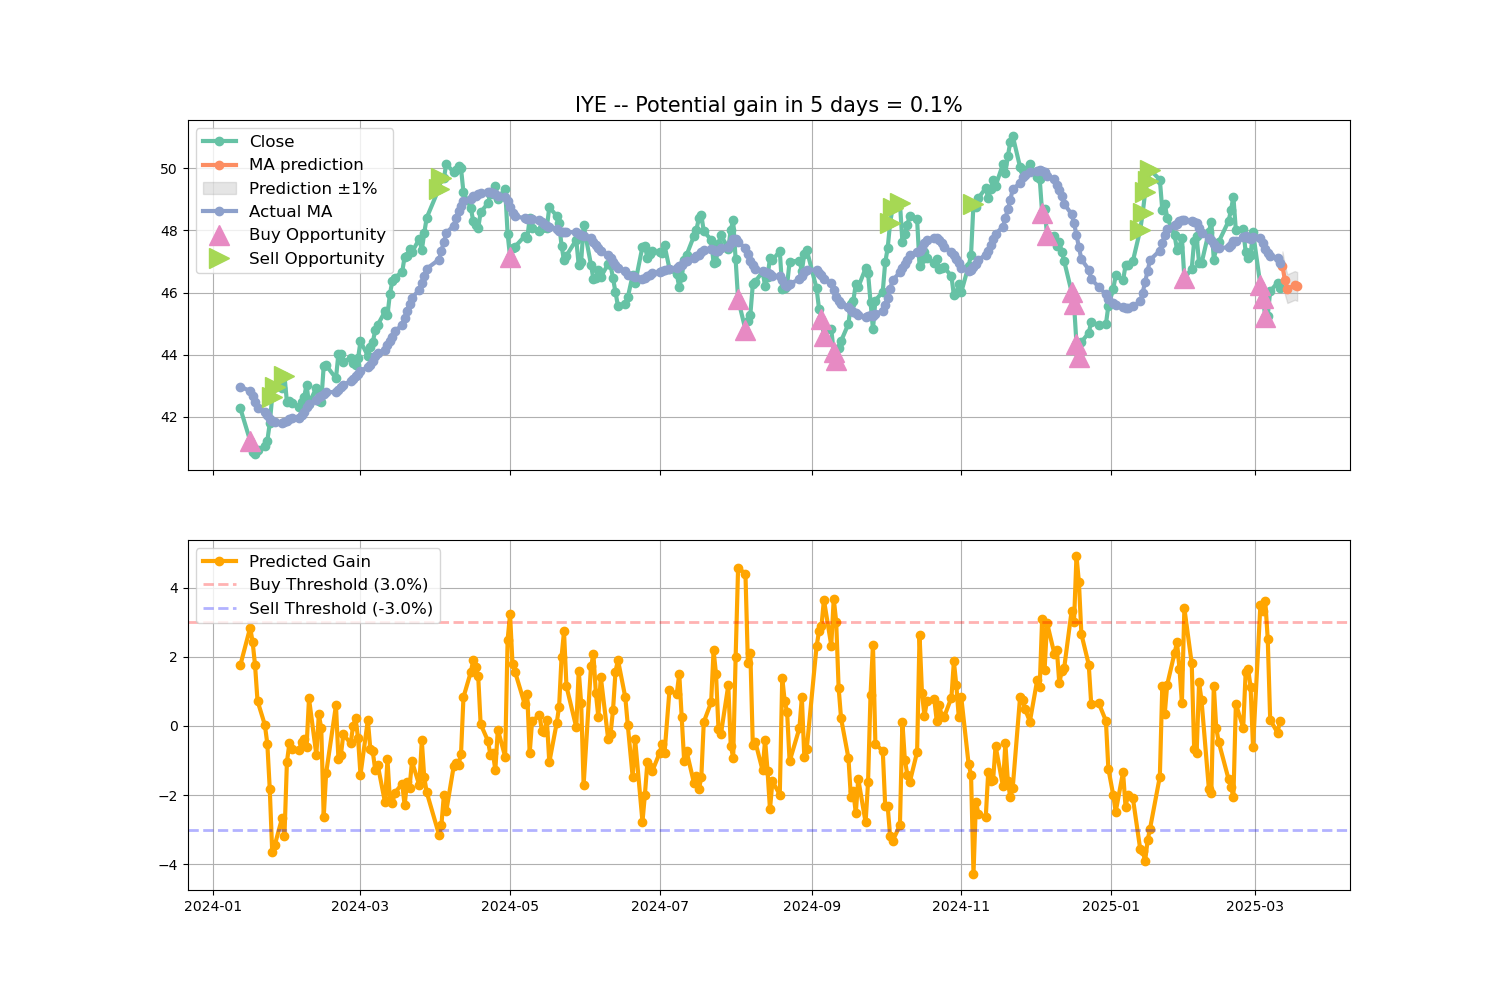 IYE -- Potential gain in 5 days = 0.1%
Close
MA prediction
Prediction ±1%
Actual MA
Buy Opportunity
Sell Opportunity
50
48
46
44
42
Predicted Gain
Buy Threshold (3.0%)
Sell Threshold (-3.0%)
4
2
0
−2
−4
2024-01 2024-03 2024-05 2024-07 2024-09 2024-11 2025-01 2025-03